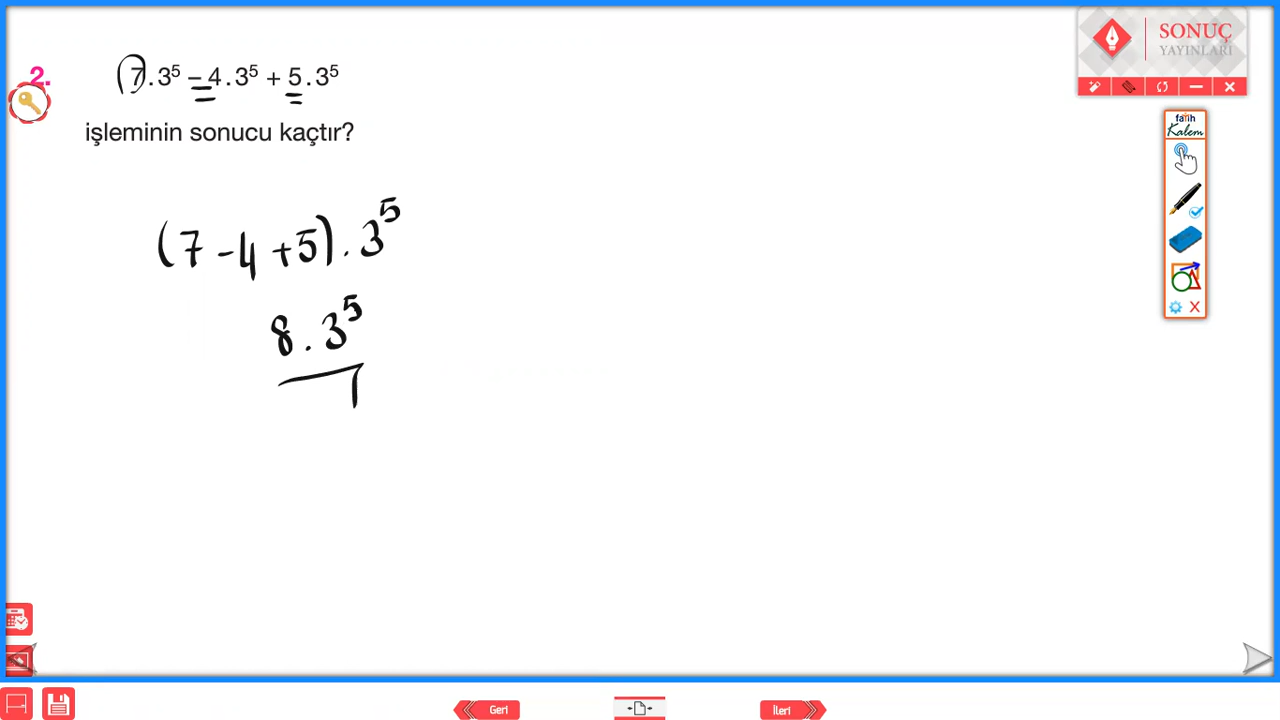 SONUÇ
YAYINLARI
2. 7.3⁵ – 4.3⁵ + 5.3⁵
işleminin sonucu kaçtır?
(7 - 4 + 5) . 3⁵
8 . 3⁵
fatih
Kalem
X
Geri
İleri